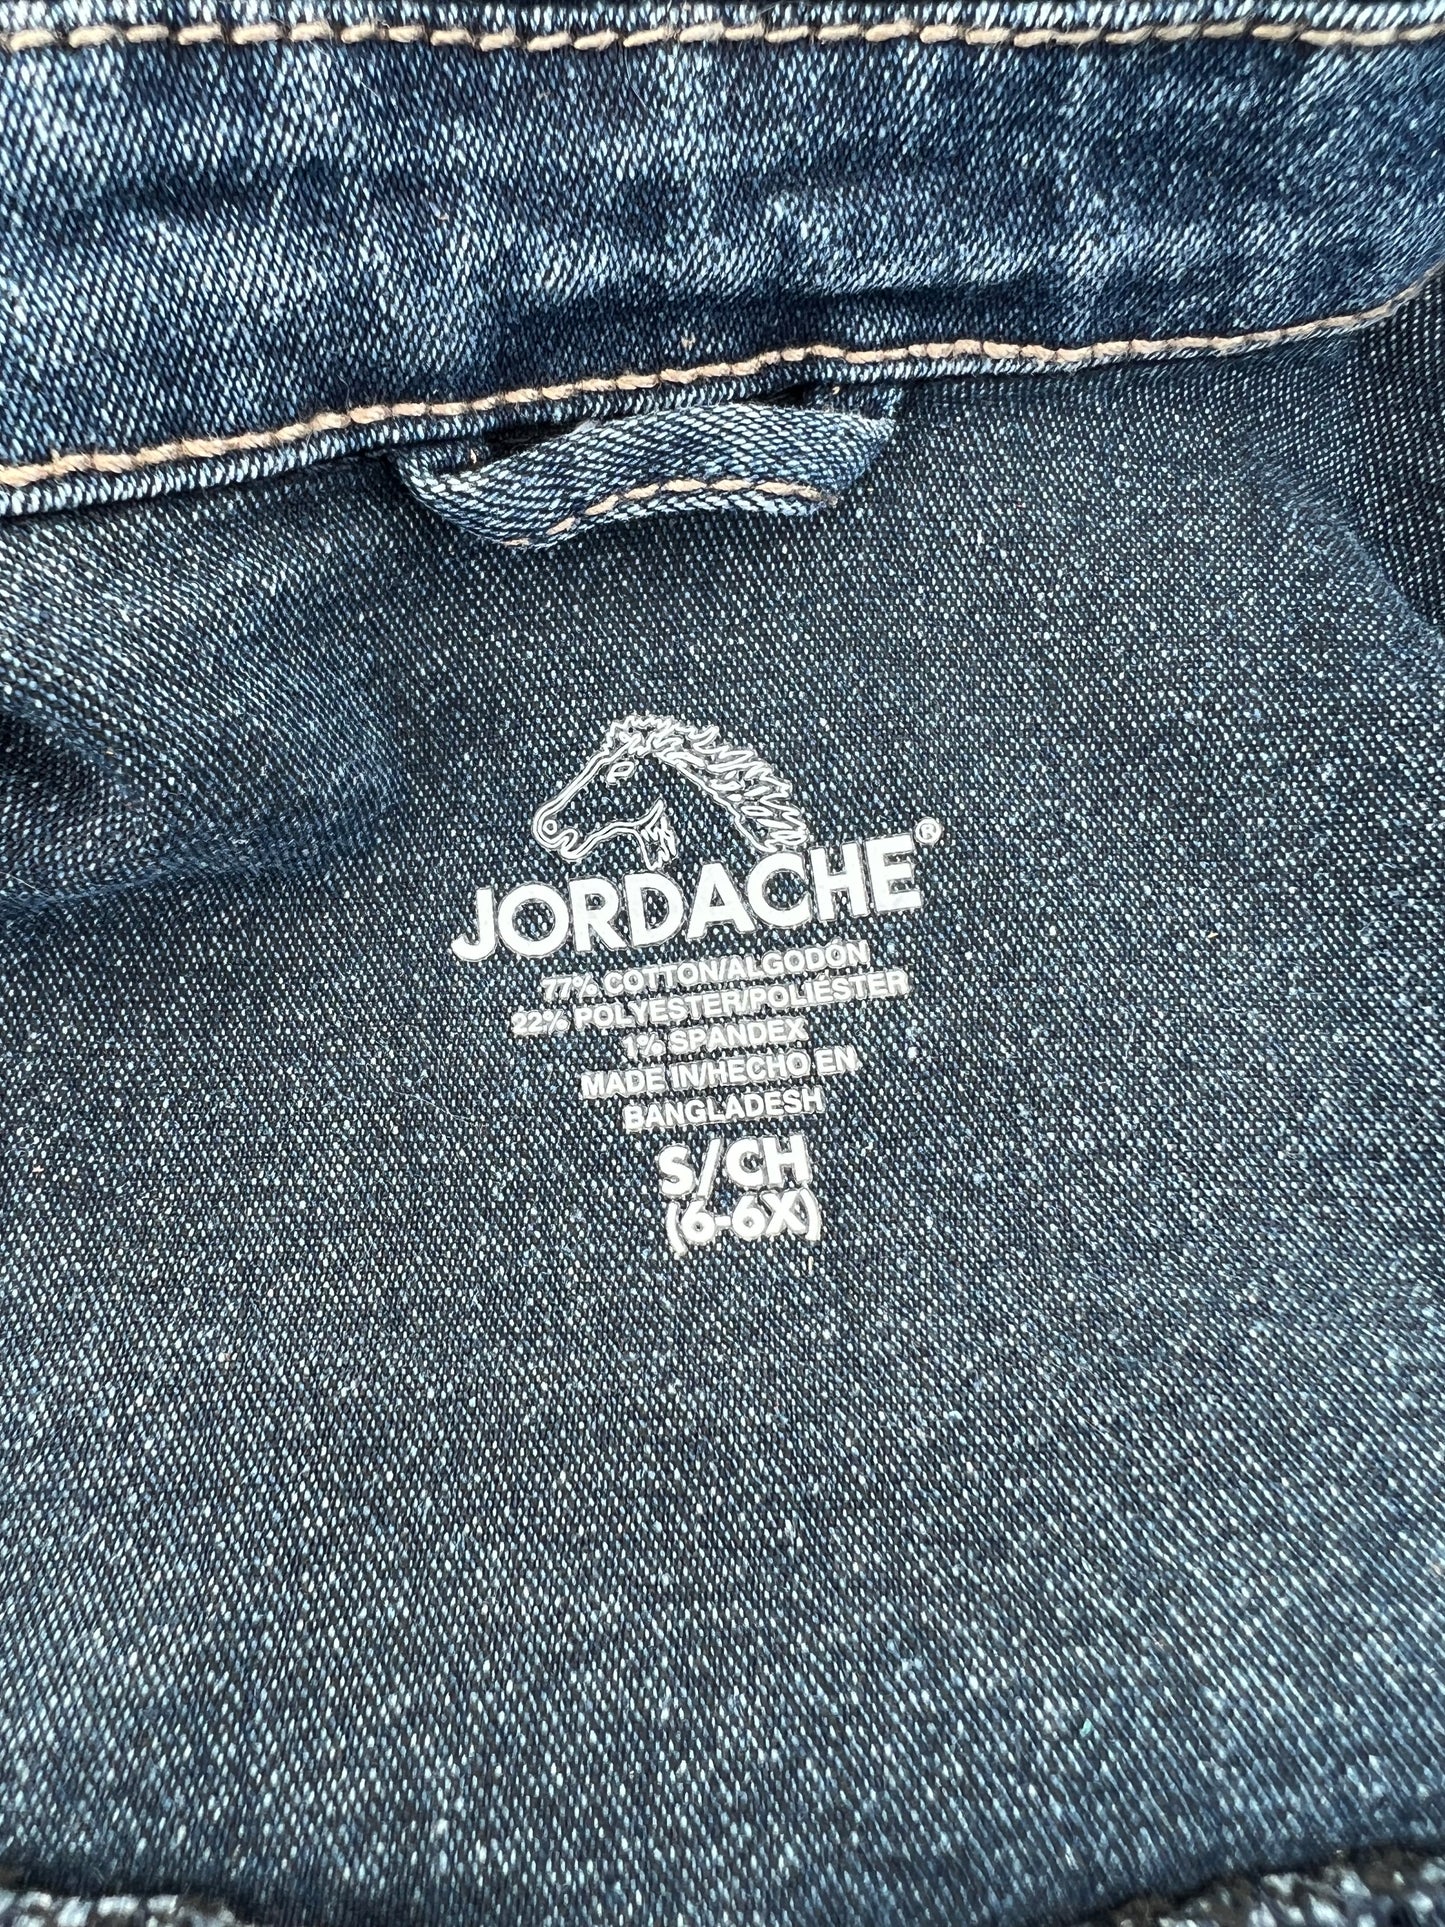 JORDACHE®
77% COTTON/ALGODÓN
22% POLYESTER/POLIÉSTER
1% SPANDEX
MADE IN/HECHO EN
BANGLADESH
S/CH
(6-6X)